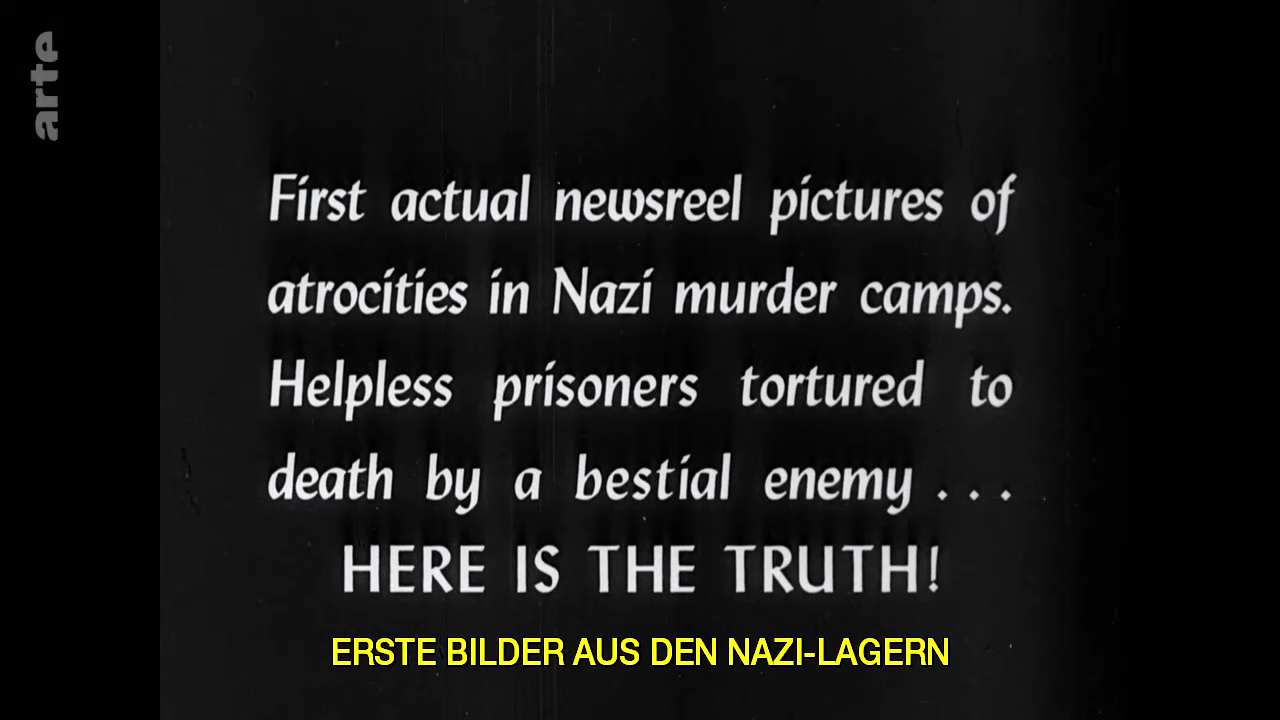 arte
First actual newsreel pictures of
atrocities in Nazi murder camps.
Helpless prisoners tortured to
death by a bestial enemy . . .
HERE IS THE TRUTH!
ERSTE BILDER AUS DEN NAZI-LAGERN